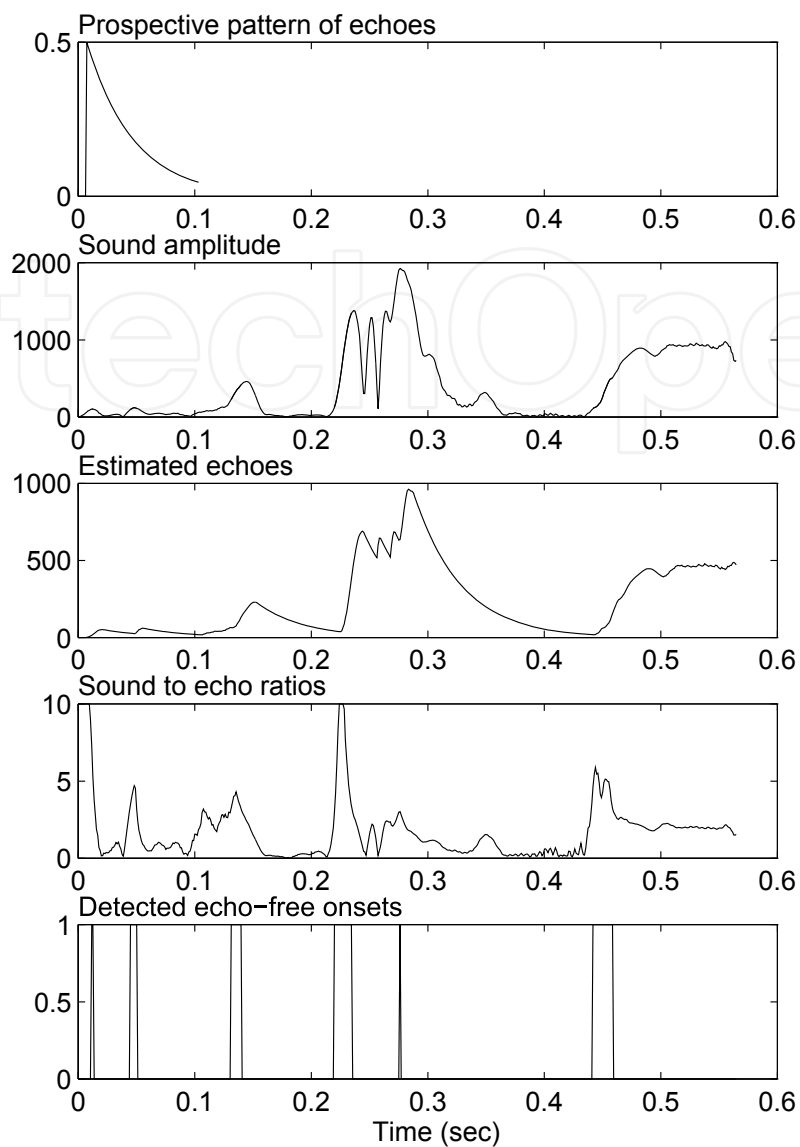 Prospective pattern of echoes
0.5
0
0 0.1 0.2 0.3 0.4 0.5 0.6
Sound amplitude
2000
1000
0
0 0.1 0.2 0.3 0.4 0.5 0.6
Estimated echoes
1000
500
0
0 0.1 0.2 0.3 0.4 0.5 0.6
Sound to echo ratios
10
5
0
0 0.1 0.2 0.3 0.4 0.5 0.6
Detected echo−free onsets
1
0.5
0
0 0.1 0.2 0.3 0.4 0.5 0.6
Time (sec)
techOpe